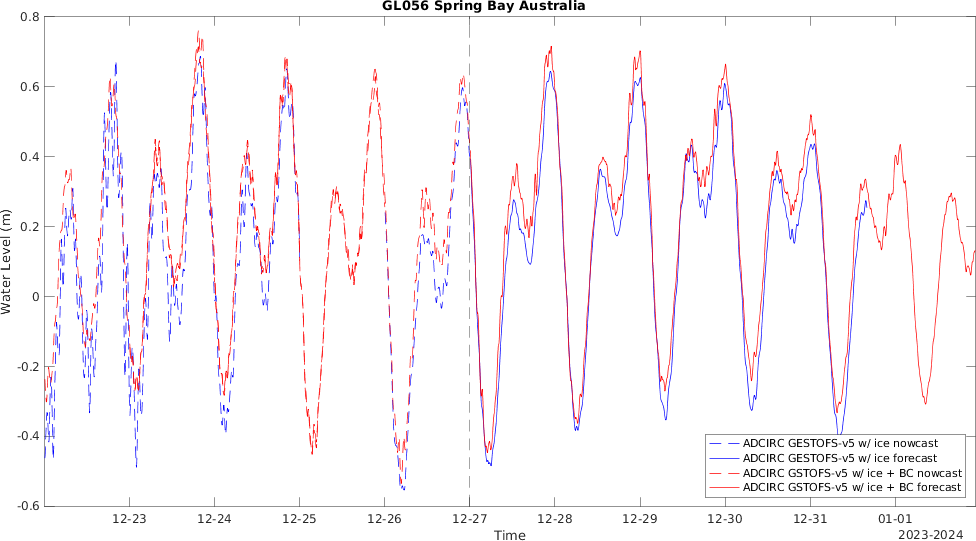 GL056 Spring Bay Australia
0.8
0.6
0.4
0.2
0
-0.2
-0.4
-0.6
Water Level (m)
ADCIRC GESTOFS-v5 w/ ice nowcast
ADCIRC GESTOFS-v5 w/ ice forecast
ADCIRC GSTOFS-v5 w/ ice + BC nowcast
ADCIRC GSTOFS-v5 w/ ice + BC forecast
12-23 12-24 12-25 12-26 12-27 12-28 12-29 12-30 12-31 01-01
Time
2023-2024